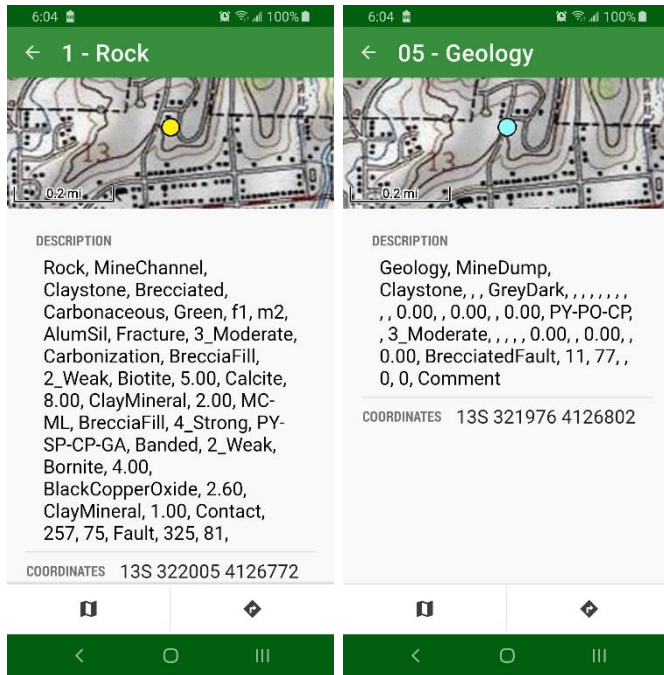 6:04
100%
1 - Rock
13
0.2 mi
DESCRIPTION
Rock, MineChannel,
Claystone, Brecciated,
Carbonaceous, Green, f1, m2,
AlumSil, Fracture, 3_Moderate,
Carbonization, BrecciaFill,
2_Weak, Biotite, 5.00, Calcite,
8.00, ClayMineral, 2.00, MC-
ML, BrecciaFill, 4_Strong, PY-
SP-CP-GA, Banded, 2_Weak,
Bornite, 4.00,
BlackCopperOxide, 2.60,
ClayMineral, 1.00, Contact,
257, 75, Fault, 325, 81,
COORDINATES 13S 322005 4126772
6:04
100%
05 - Geology
13
0.2 mi
DESCRIPTION
Geology, MineDump,
Claystone, , , GreyDark, , , , , , , ,
, , 0.00, , 0.00, , 0.00, PY-PO-CP,
, 3_Moderate, , , , , 0.00, , 0.00, ,
0.00, BrecciatedFault, 11, 77, ,
0, 0, Comment
COORDINATES 13S 321976 4126802